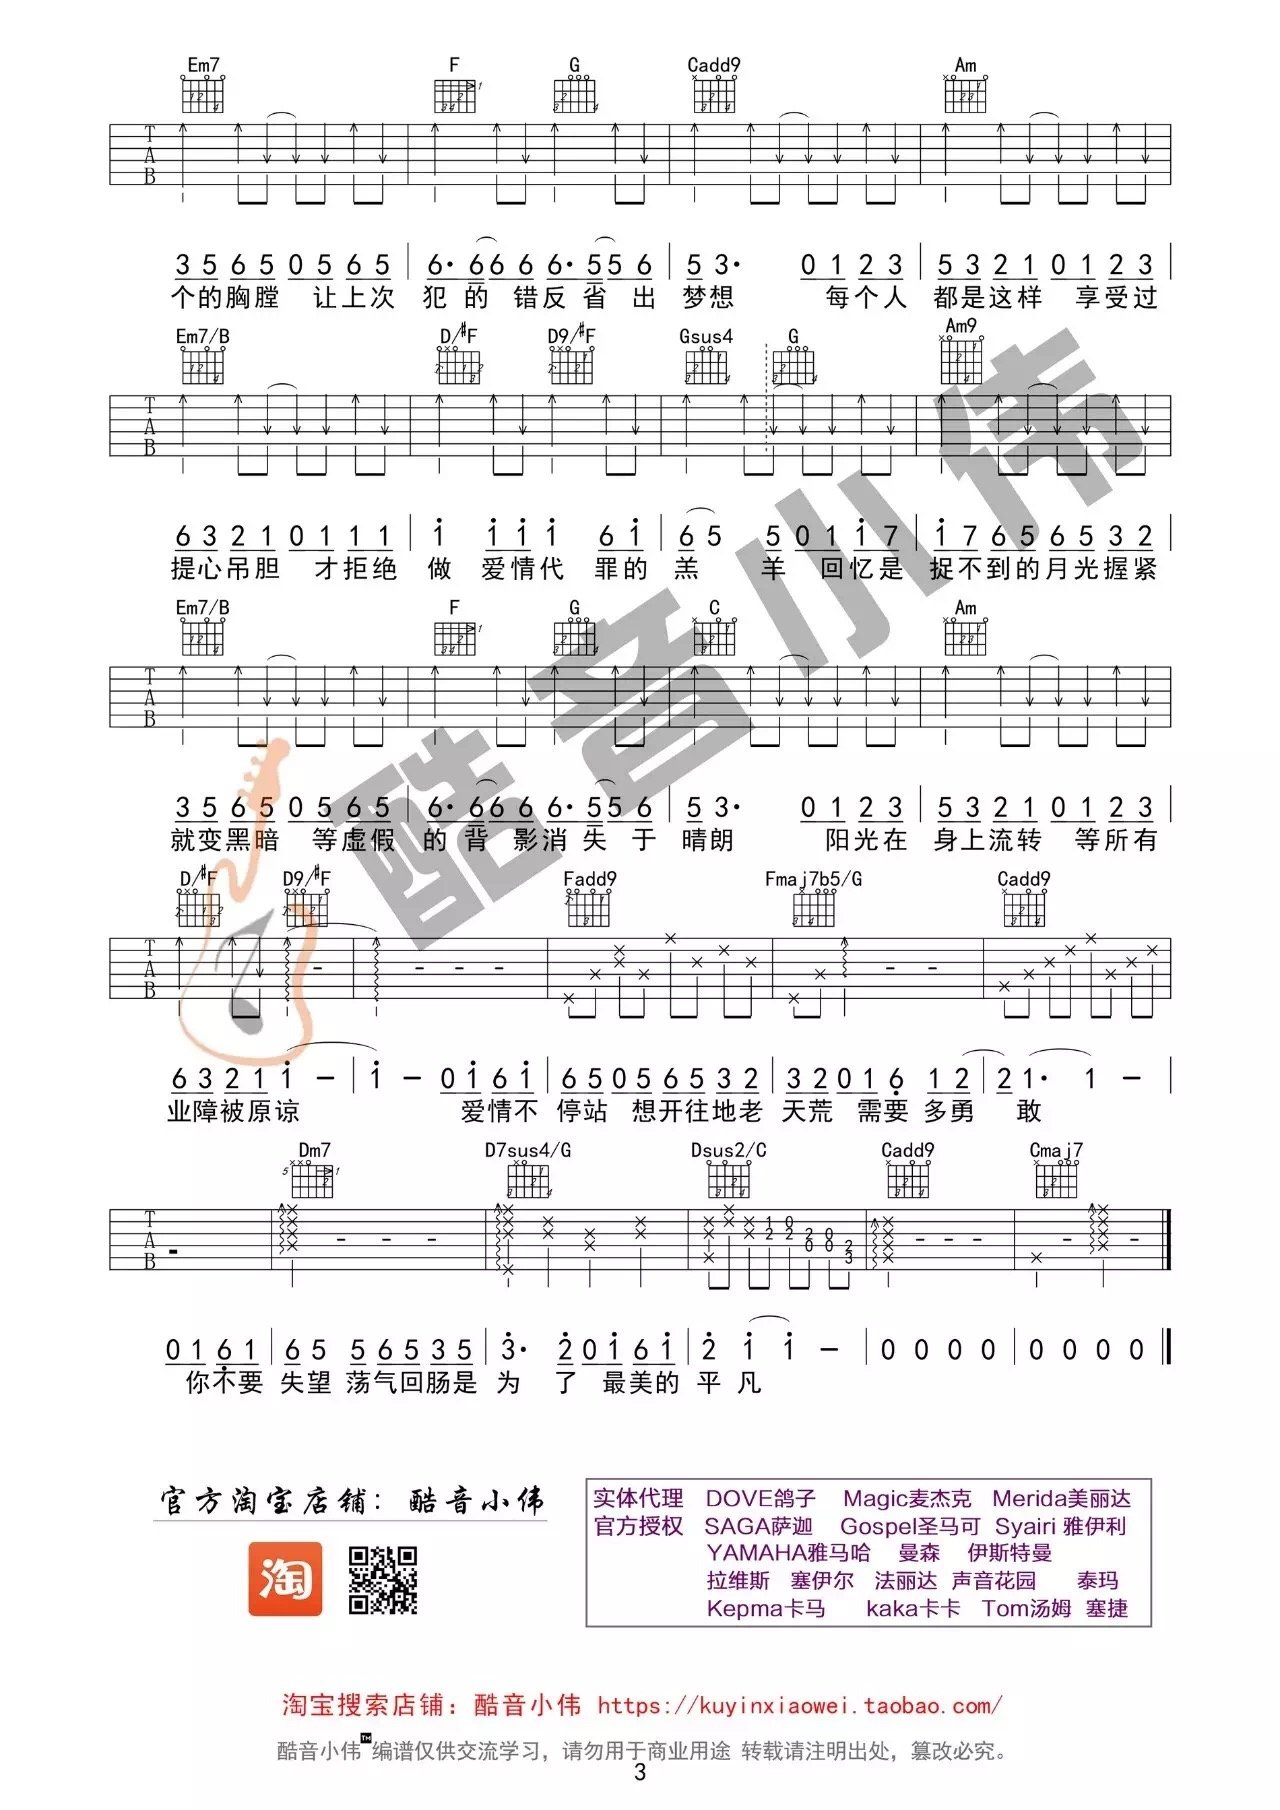 Em7 F G Cadd9 Am
T
A
B
3 5 6 5 0 5 6 5 6· 6 6 6 6 6· 5 5 6 5 3· 0 1 2 3 5 3 2 1 0 1 2 3
个的胸膛 让上次 犯 的 错反 省 出 梦想 每个人 都是这样 享受过
Em7/B D/#F D9/#F Gsus4 G Am9
T
A
B
6 3 2 1 0 1 1 1 1 1 1 1 6 1 6 5 5 0 1 1 7 1 7 6 5 6 5 3 2
提心吊胆 才拒绝 做 爱情代 罪的 羔 羊 回忆是 捉不到的月光握紧
Em7/B F G C Am
T
A
B
3 5 6 5 0 5 6 5 6· 6 6 6 6 6· 5 5 6 5 3· 0 1 2 3 5 3 2 1 0 1 2 3
就变黑暗 等虚假 的 背 影消 失 于 晴朗 阳光在 身上流转 等所有
D/#F D9/#F Fadd9 Fmaj7b5/G Cadd9
T
A
B
6 3 2 1 1 – 1 – 0 1 6 1 6 5 0 5 6 5 3 2 3 2 0 1 6 1 2 2 1· 1 –
业障被原谅 爱情不 停站 想开往地老 天荒 需要 多勇 敢
Dm7 D7sus4/G Dsus2/C Cadd9 Cmaj7
T
A
B
0 1 6 1 6 5 5 6 5 3 5 3· 2 0 1 6 1 2 1 1 – 0 0 0 0 0 0 0 0
你不要 失望 荡气回肠是 为 了 最美的 平 凡
官方淘宝店铺：酷音小伟
淘
实体代理 DOVE鸽子 Magic麦杰克 Merida美丽达
官方授权 SAGA萨迦 Gospel圣马可 Syairi 雅伊利
YAMAHA雅马哈 曼森 伊斯特曼
拉维斯 塞伊尔 法丽达 声音花园 泰玛
Kepma卡马 kaka卡卡 Tom汤姆 塞捷
淘宝搜索店铺：酷音小伟 https://kuyinxiaowei.taobao.com/
酷音小伟™编谱仅供交流学习，请勿用于商业用途 转载请注明出处，篡改必究。
3
酷音小伟